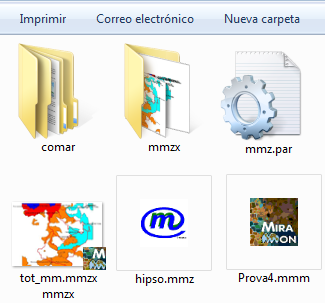 Imprimir Correo electrónico Nueva carpeta
comar mmzx mmz.par
MIRA
MON
tot_mm.mmzx hipso.mmz Prova4.mmm
mmzx